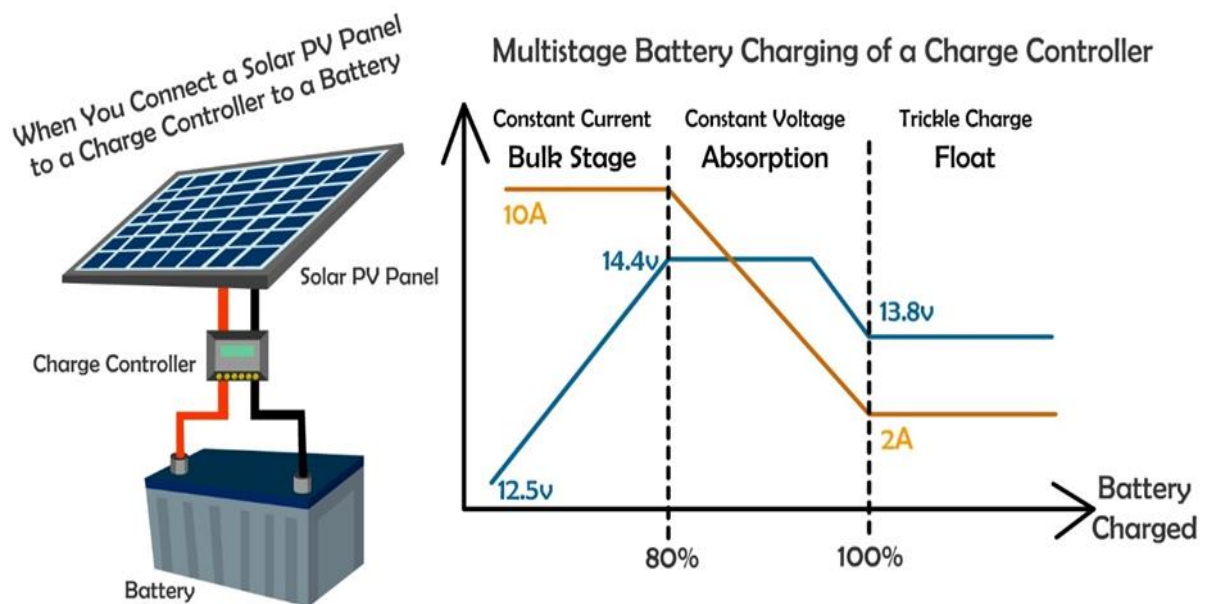 When You Connect a Solar PV Panel
to a Charge Controller to a Battery
Solar PV Panel
Charge Controller
Battery
Multistage Battery Charging of a Charge Controller
Constant Current
Bulk Stage
Constant Voltage
Absorption
Trickle Charge
Float
10A
14.4v
13.8v
2A
12.5v
Battery
Charged
80%
100%